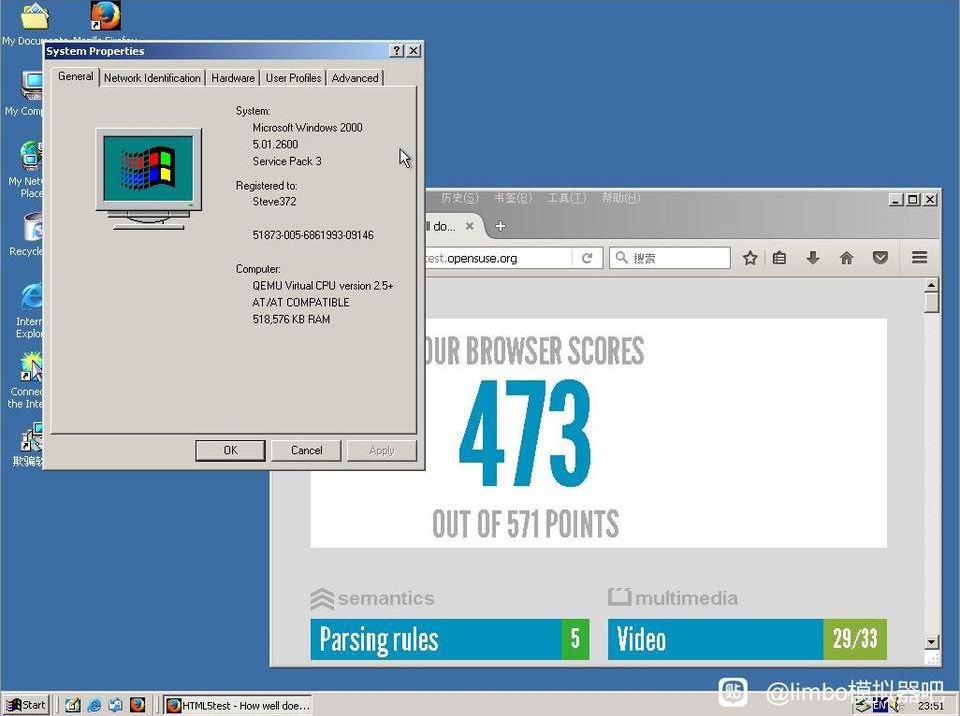 My Documents
Mozilla Firefox
System Properties
General
Network Identification
Hardware
User Profiles
Advanced
System:
Microsoft Windows 2000
5.01.2600
Service Pack 3
Registered to:
Steve372
51873-005-6861993-09146
Computer:
QEMU Virtual CPU version 2.5+
AT/AT COMPATIBLE
518,576 KB RAM
OK
Cancel
Apply
My Comp
My Net
Place
Recycle
Intern
Explor
Connec
the Inte
欺骗
历史(S)
书签(B)
工具(T)
帮助(H)
ll do...
test.opensuse.org
搜索
OUR BROWSER SCORES
473
OUT OF 571 POINTS
semantics
multimedia
Parsing rules
5
Video
29/33
Start
HTML5test - How well doe...
EN
23:51
贴
@limbo模拟器吧